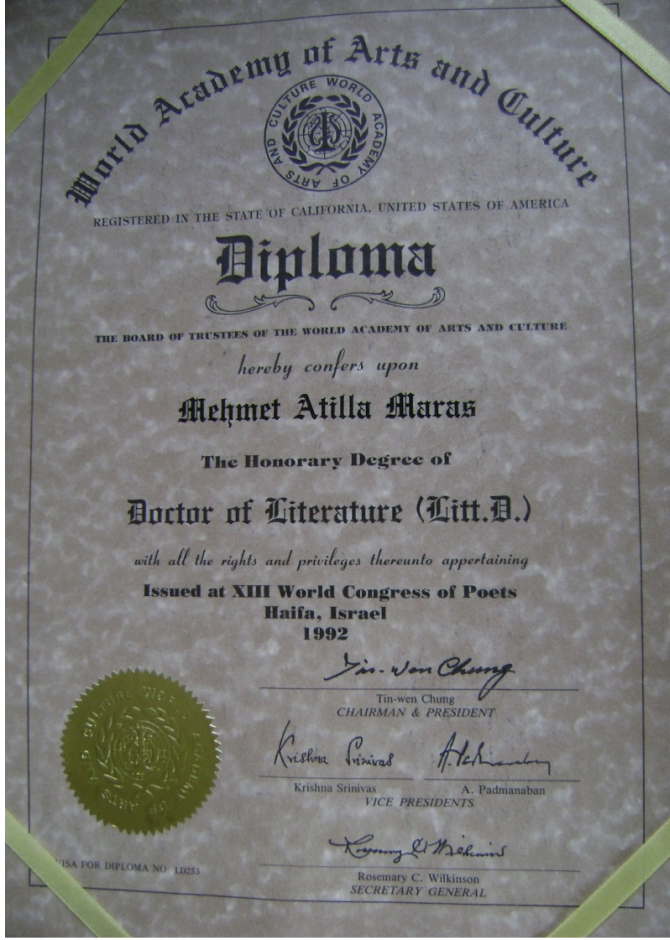 World Academy of Arts and Culture
CULTURE WORLD ACADEMY OF ARTS AND
REGISTERED IN THE STATE OF CALIFORNIA, UNITED STATES OF AMERICA
Diploma
THE BOARD OF TRUSTEES OF THE WORLD ACADEMY OF ARTS AND CULTURE
hereby confers upon
Mehmet Atilla Maras
The Honorary Degree of
Doctor of Literature (Litt.D.)
with all the rights and privileges thereunto appertaining
Issued at XIII World Congress of Poets
Haifa, Israel
1992
Tin-wen Chung
Tin-wen Chung
CHAIRMAN & PRESIDENT
Krishna Srinivas
Krishna Srinivas A. Padmanaban
VICE PRESIDENTS
Rosemary C. Wilkinson
SECRETARY GENERAL
VISA FOR DIPLOMA NO: LD253